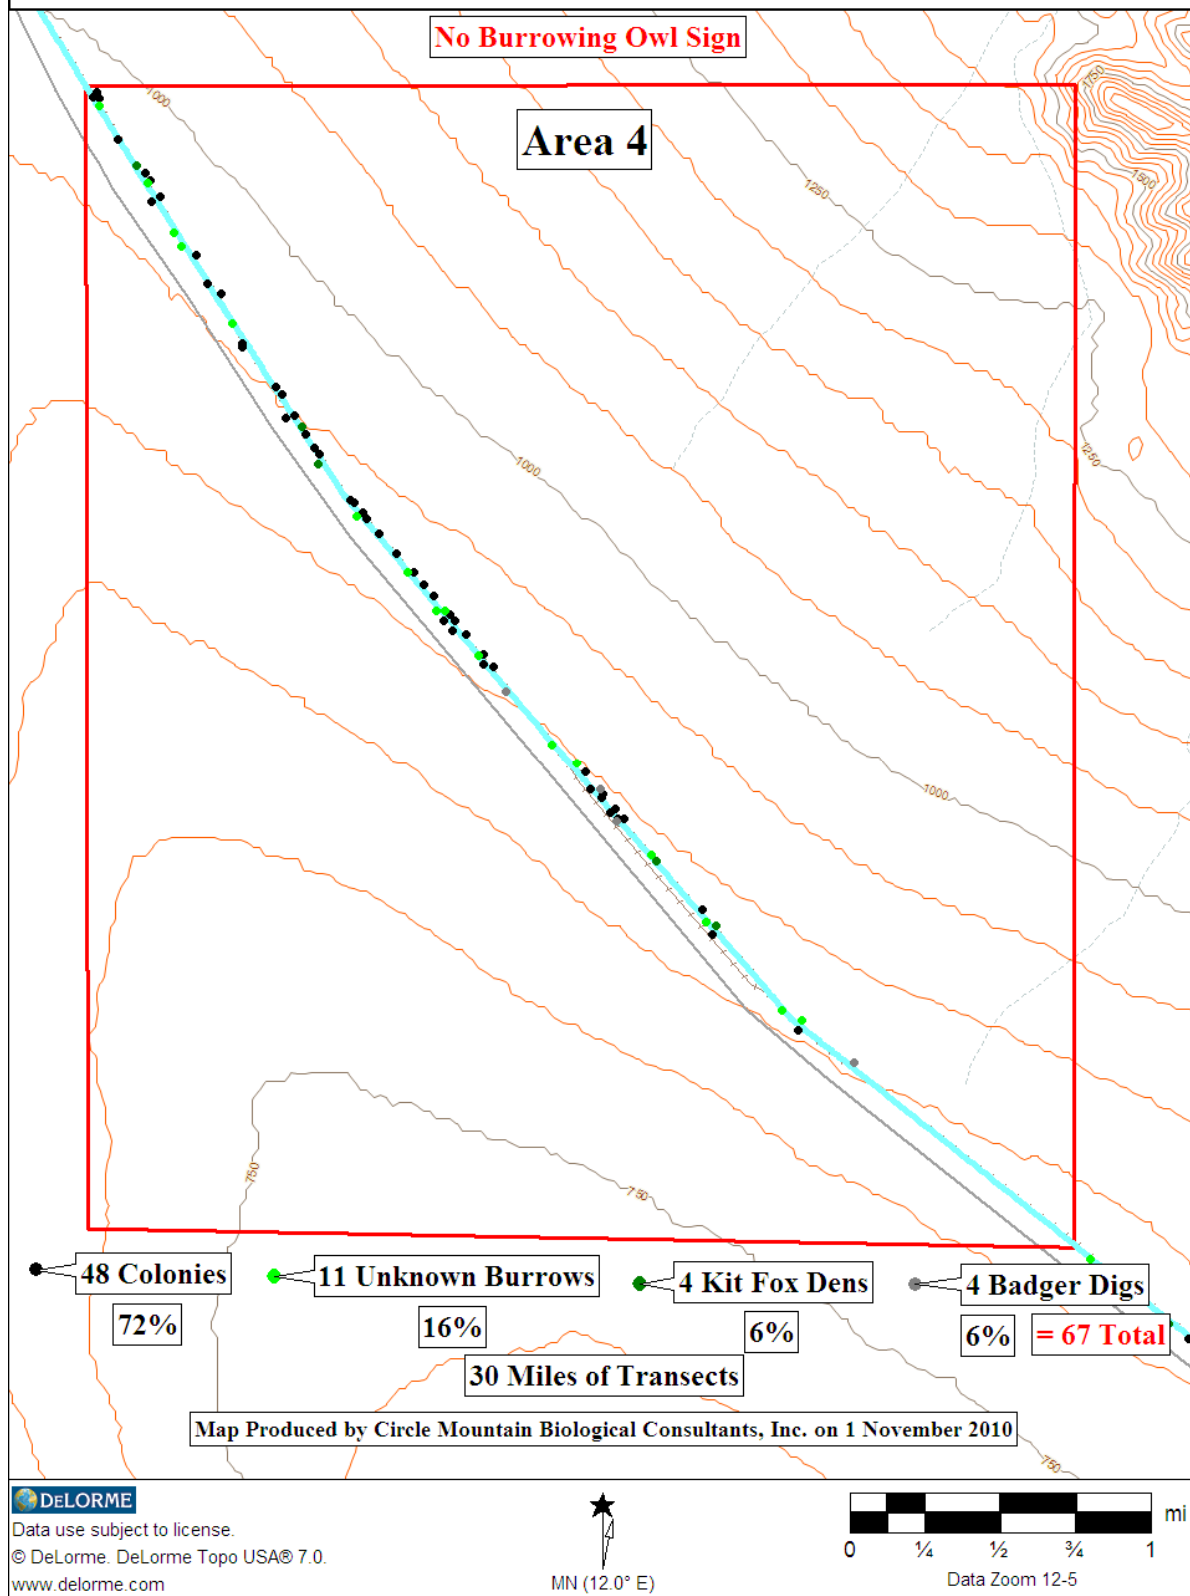 No Burrowing Owl Sign
Area 4
1000
1750
1500
1250
1250
1000
1000
750
750
48 Colonies
11 Unknown Burrows
4 Kit Fox Dens
4 Badger Digs
72%
16%
6%
6%
= 67 Total
30 Miles of Transects
Map Produced by Circle Mountain Biological Consultants, Inc. on 1 November 2010
750
DELORME
Data use subject to license.
© DeLorme. DeLorme Topo USA® 7.0.
www.delorme.com
MN (12.0° E)
mi
0 ¼ ½ ¾ 1
Data Zoom 12-5